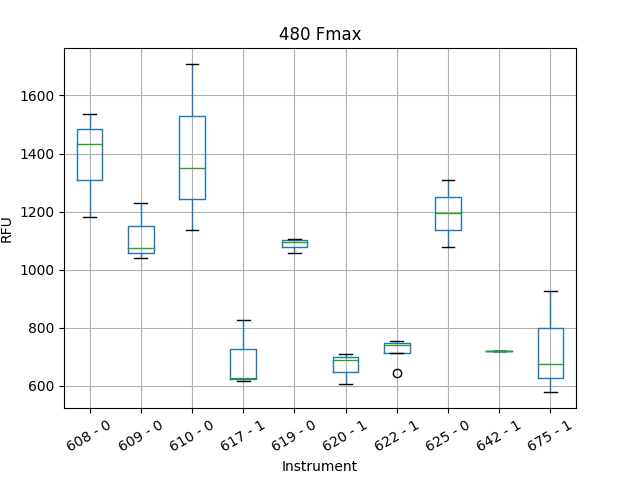 480 Fmax
1600
1400
1200
1000
800
600
RFU
608 - 0
609 - 0
610 - 0
617 - 1
619 - 0
620 - 1
622 - 1
625 - 0
642 - 1
675 - 1
Instrument